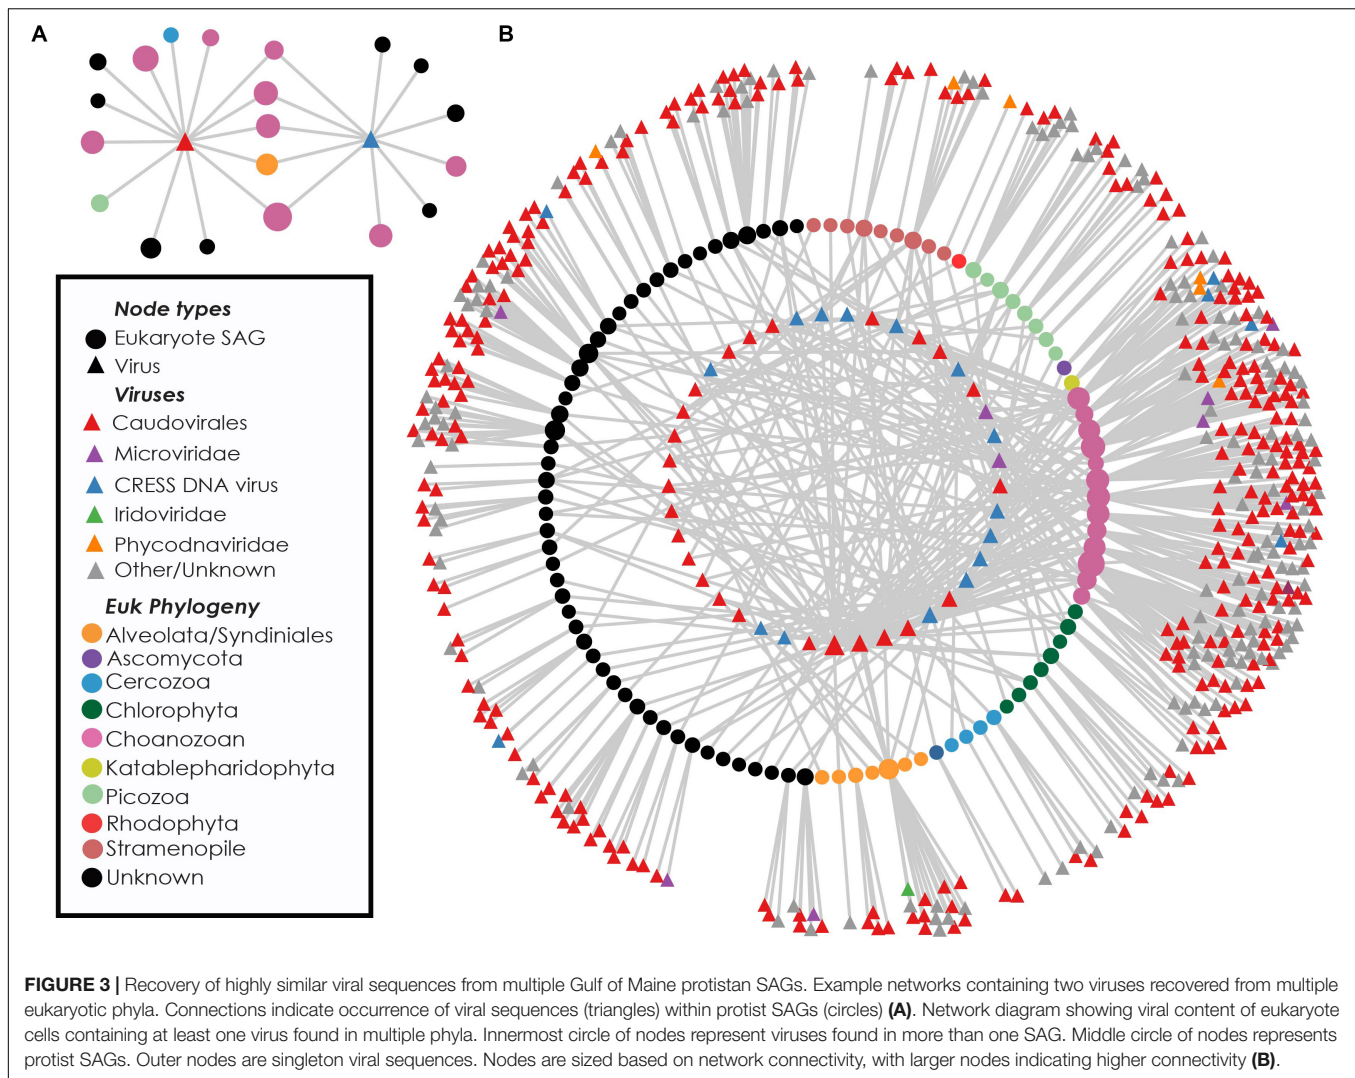 A
B
Node types
Eukaryote SAG
Virus
Viruses
Caudovirales
Microviridae
CRESS DNA virus
Iridoviridae
Phycodnaviridae
Other/Unknown
Euk Phylogeny
Alveolata/Syndiniales
Ascomycota
Cercozoa
Chlorophyta
Choanozoan
Katablepharidophyta
Picozoa
Rhodophyta
Stramenopile
Unknown
FIGURE 3 | Recovery of highly similar viral sequences from multiple Gulf of Maine protistan SAGs. Example networks containing two viruses recovered from multiple
eukaryotic phyla. Connections indicate occurrence of viral sequences (triangles) within protist SAGs (circles) (A). Network diagram showing viral content of eukaryote
cells containing at least one virus found in multiple phyla. Innermost circle of nodes represent viruses found in more than one SAG. Middle circle of nodes represents
protist SAGs. Outer nodes are singleton viral sequences. Nodes are sized based on network connectivity, with larger nodes indicating higher connectivity (B).